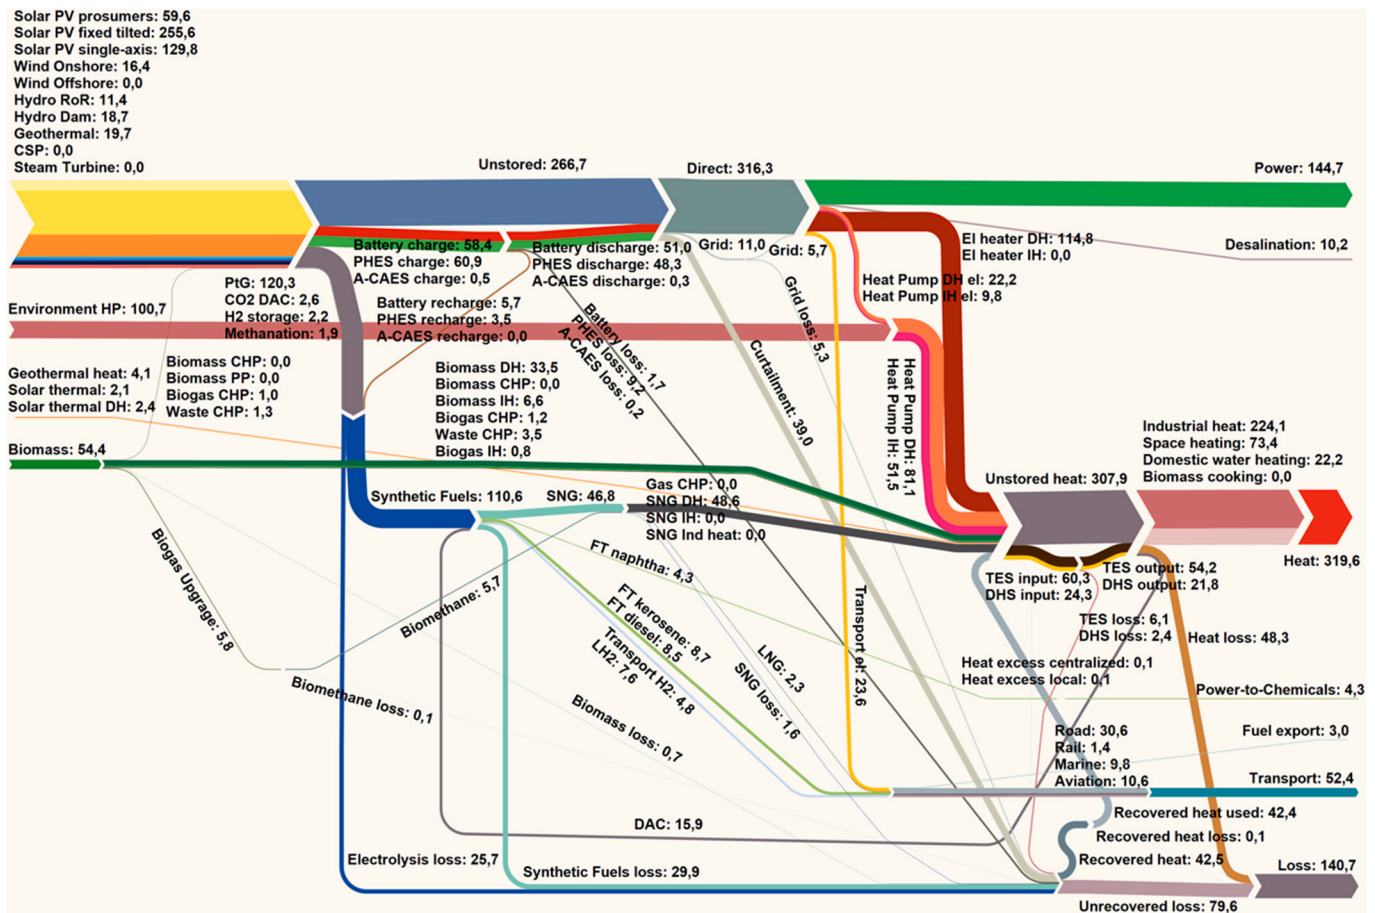 Solar PV prosumers: 59,6
Solar PV fixed tilted: 255,6
Solar PV single-axis: 129,8
Wind Onshore: 16,4
Wind Offshore: 0,0
Hydro RoR: 11,4
Hydro Dam: 18,7
Geothermal: 19,7
CSP: 0,0
Steam Turbine: 0,0
Unstored: 266,7
Direct: 316,3
Power: 144,7
Battery charge: 58,4
PHES charge: 60,9
A-CAES charge: 0,5
Battery discharge: 51,0
PHES discharge: 48,3
A-CAES discharge: 0,3
Grid: 11,0
Grid: 5,7
El heater DH: 114,8
El heater IH: 0,0
Desalination: 10,2
PtG: 120,3
CO2 DAC: 2,6
H2 storage: 2,2
Methanation: 1,9
Battery recharge: 5,7
PHES recharge: 3,5
A-CAES recharge: 0,0
Heat Pump DH el: 22,2
Heat Pump IH el: 9,8
Environment HP: 100,7
Battery loss: 1,7
PHES loss: 9,2
A-CAES loss: 0,2
Grid loss: 5,3
Curtailment: 39,0
Geothermal heat: 4,1
Solar thermal: 2,1
Solar thermal DH: 2,4
Biomass CHP: 0,0
Biomass PP: 0,0
Biogas CHP: 1,0
Waste CHP: 1,3
Biomass DH: 33,5
Biomass CHP: 0,0
Biomass IH: 6,6
Biogas CHP: 1,2
Waste CHP: 3,5
Biogas IH: 0,8
Heat Pump DH: 81,1
Heat Pump IH: 51,5
Biomass: 54,4
Industrial heat: 224,1
Space heating: 73,4
Domestic water heating: 22,2
Biomass cooking: 0,0
Unstored heat: 307,9
Synthetic Fuels: 110,6
SNG: 46,8
Gas CHP: 0,0
SNG DH: 48,6
SNG IH: 0,0
SNG Ind heat: 0,0
Heat: 319,6
Biogas Upgrage: 5,8
Biomethane: 5,7
FT naphtha: 4,3
FT kerosene: 8,7
FT diesel: 8,5
Transport H2: 4,8
LH2: 7,6
LNG: 2,3
SNG loss: 1,6
Transport el: 23,6
TES input: 60,3
DHS input: 24,3
TES output: 54,2
DHS output: 21,8
TES loss: 6,1
DHS loss: 2,4
Heat loss: 48,3
Heat excess centralized: 0,1
Heat excess local: 0,1
Power-to-Chemicals: 4,3
Biomethane loss: 0,1
Biomass loss: 0,7
Road: 30,6
Rail: 1,4
Marine: 9,8
Aviation: 10,6
Fuel export: 3,0
Transport: 52,4
DAC: 15,9
Recovered heat used: 42,4
Recovered heat loss: 0,1
Recovered heat: 42,5
Electrolysis loss: 25,7
Synthetic Fuels loss: 29,9
Loss: 140,7
Unrecovered loss: 79,6